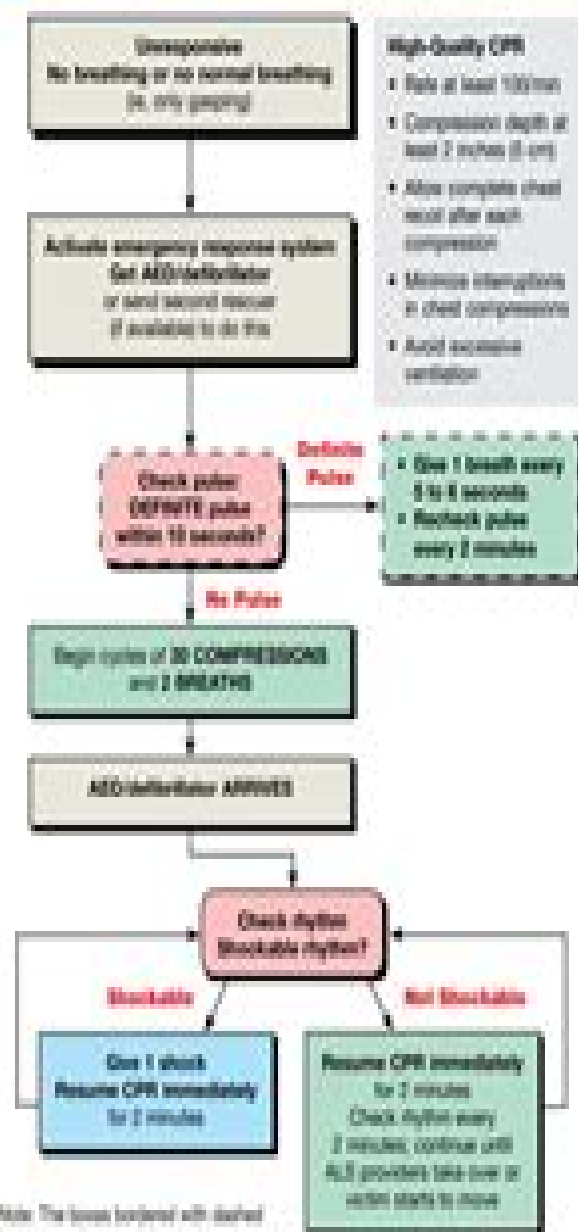 Unresponsive
No breathing or no normal breathing
(ie, only gasping)
High-Quality CPR
• Rate at least 100/min
• Compression depth at
least 2 inches (5 cm)
• Allow complete chest
recoil after each
compression
• Minimize interruptions
in chest compressions
• Avoid excessive
ventilation
Activate emergency response system
Get AED/defibrillator
or send second rescuer
(if available) to do this
Check pulse:
DEFINITE pulse
within 10 seconds?
Definite
Pulse
• Give 1 breath every
5 to 6 seconds
• Recheck pulse
every 2 minutes
No Pulse
Begin cycles of 30 COMPRESSIONS
and 2 BREATHS
AED/defibrillator ARRIVES
Check rhythm
Shockable rhythm?
Shockable
Not Shockable
Give 1 shock
Resume CPR immediately
for 2 minutes
Resume CPR immediately
for 2 minutes
Check rhythm every
2 minutes; continue until
ALS providers take over or
victim starts to move
Note: The boxes bordered with dashed